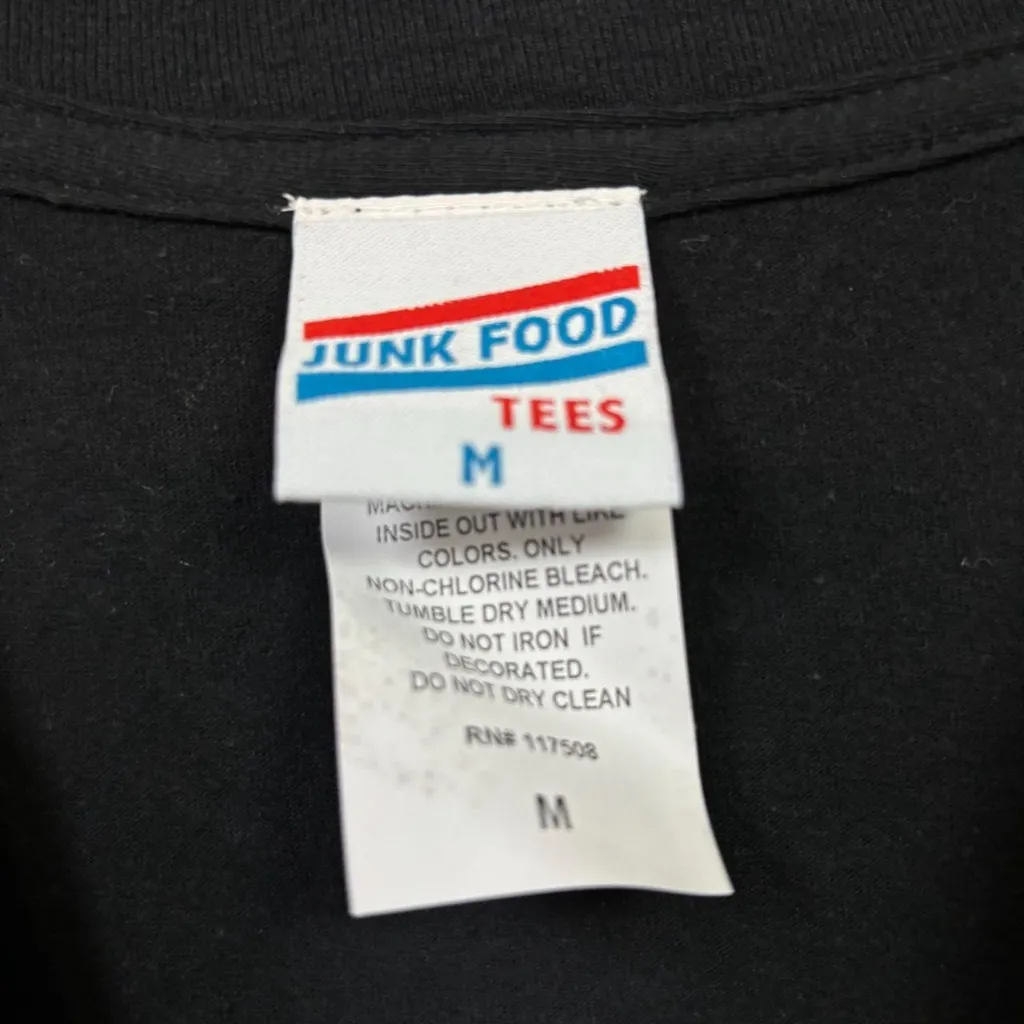 JUNK FOOD
TEES
M
INSIDE OUT WITH LIKE
COLORS. ONLY
NON-CHLORINE BLEACH.
TUMBLE DRY MEDIUM.
DO NOT IRON IF
DECORATED.
DO NOT DRY CLEAN
RN# 117508
M